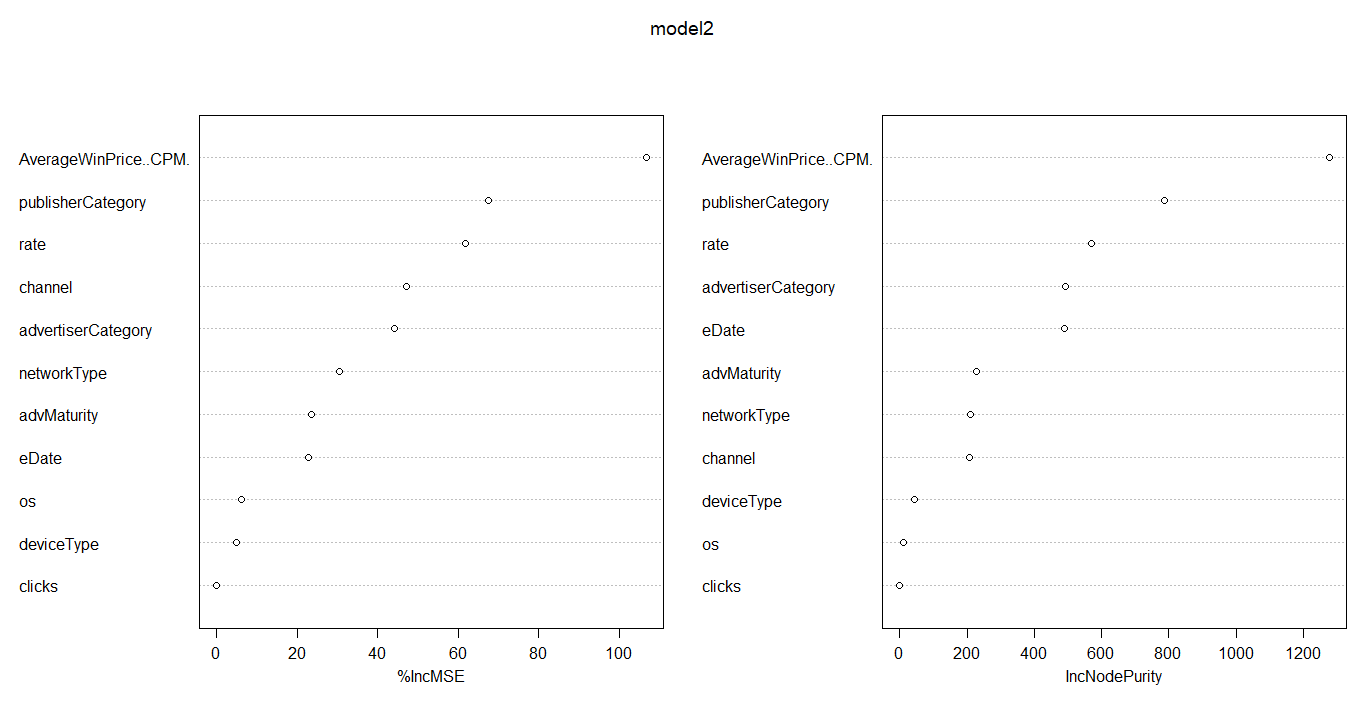 model2
AverageWinPrice..CPM.
publisherCategory
rate
channel
advertiserCategory
networkType
advMaturity
eDate
os
deviceType
clicks
0 20 40 60 80 100
%IncMSE
AverageWinPrice..CPM.
publisherCategory
rate
advertiserCategory
eDate
advMaturity
networkType
channel
deviceType
os
clicks
0 200 400 600 800 1000 1200
IncNodePurity